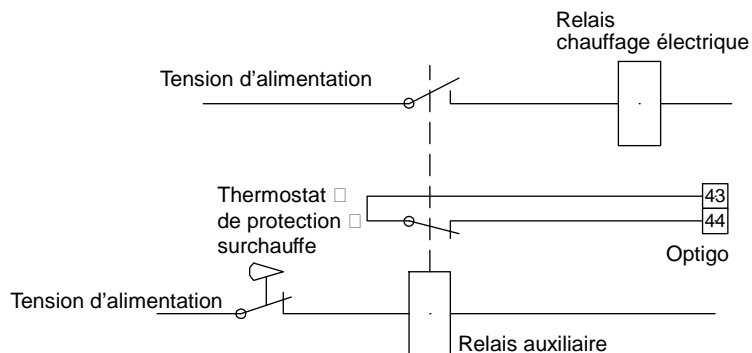 Relais
chauffage électrique
Tension d'alimentation
Thermostat □
de protection □
surchauffe
43
44
Optigo
Tension d'alimentation
Relais auxiliaire